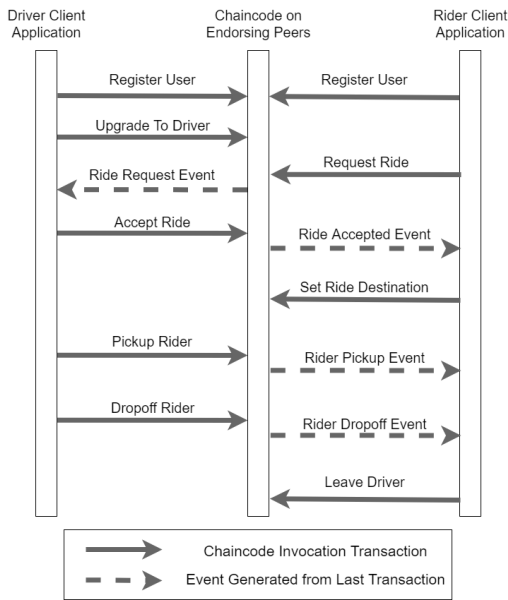 Driver Client
Application
Chaincode on
Endorsing Peers
Rider Client
Application
Register User
Register User
Upgrade To Driver
Request Ride
Ride Request Event
Accept Ride
Ride Accepted Event
Set Ride Destination
Pickup Rider
Rider Pickup Event
Dropoff Rider
Rider Dropoff Event
Leave Driver
Chaincode Invocation Transaction
Event Generated from Last Transaction